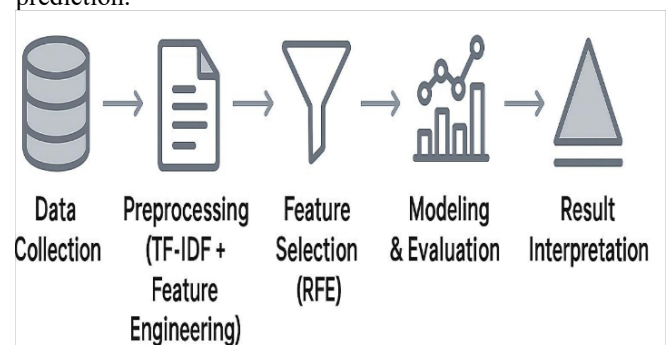 prediction.
Data
Collection
Preprocessing
(TF-IDF +
Feature
Engineering)
Feature
Selection
(RFE)
Modeling
& Evaluation
Result
Interpretation